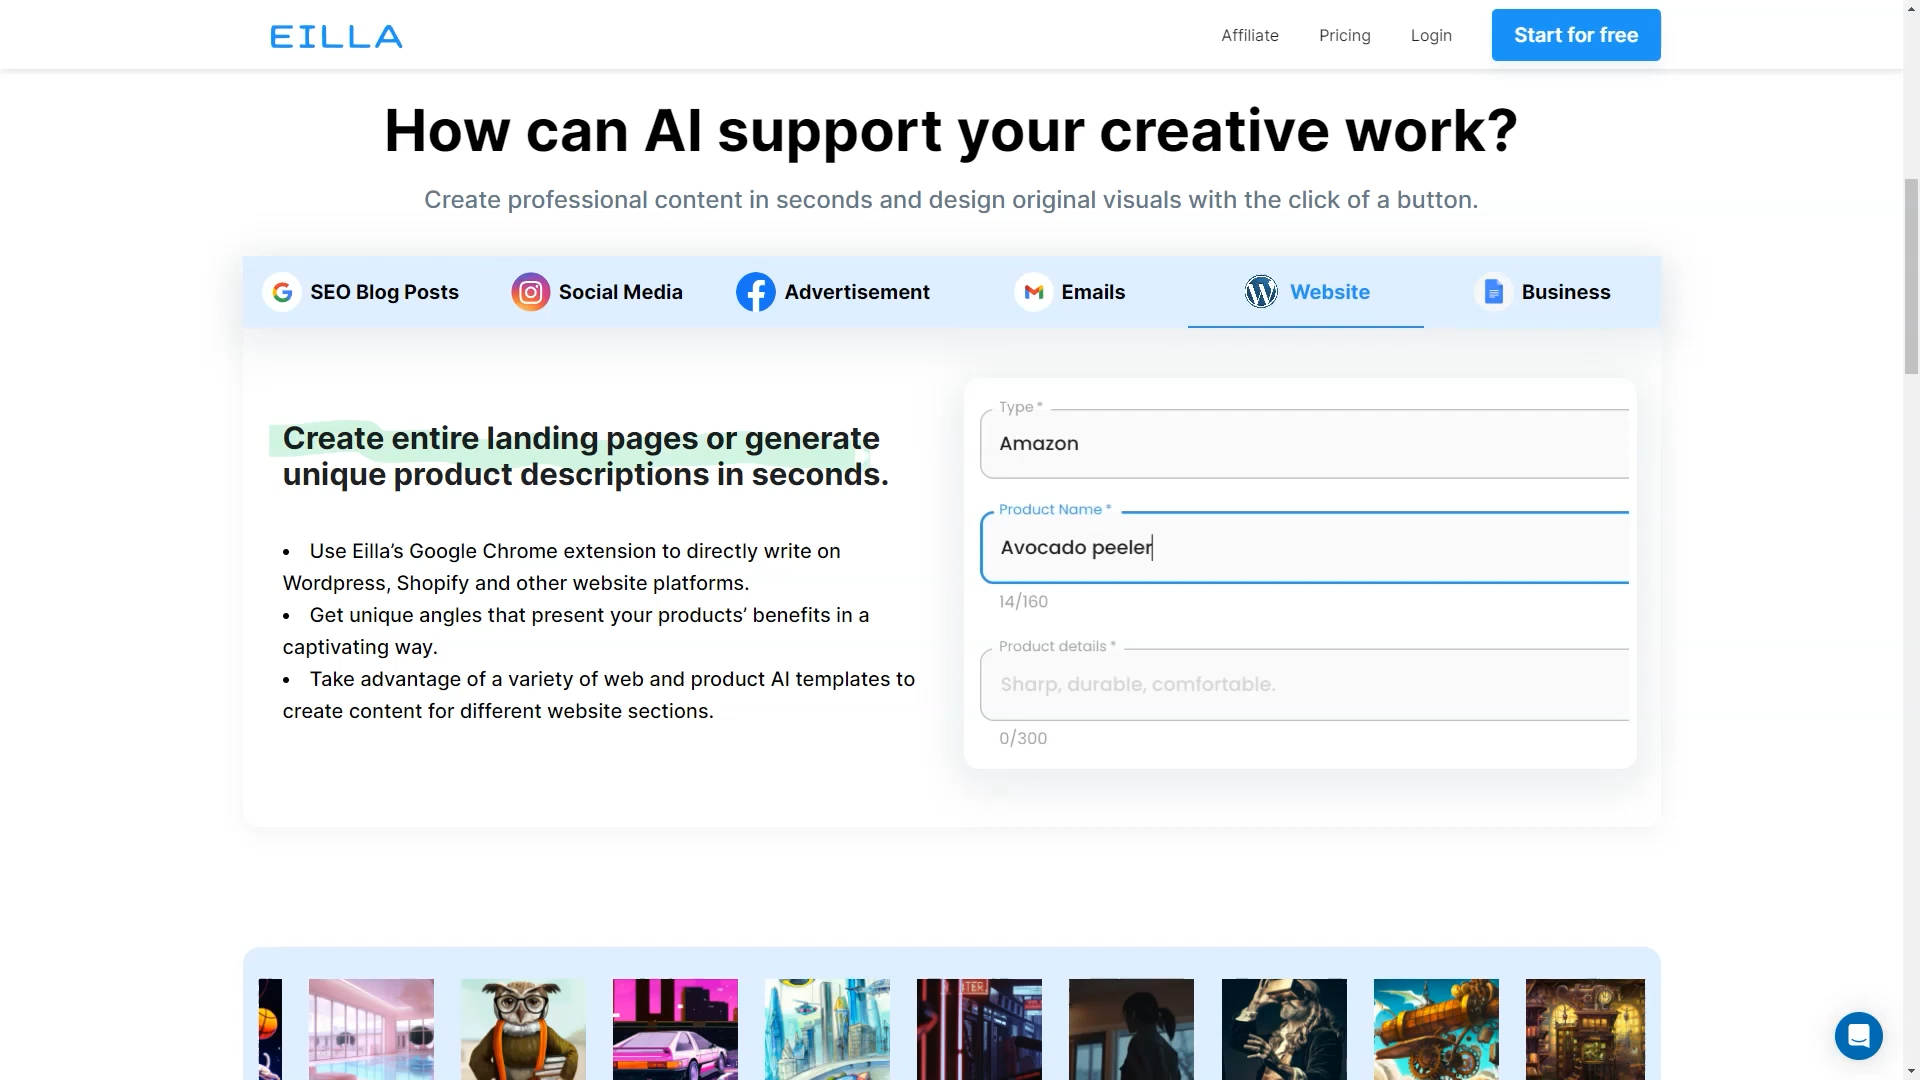 EILLA
Affiliate
Pricing
Login
Start for free
How can AI support your creative work?
Create professional content in seconds and design original visuals with the click of a button.
SEO Blog Posts
Social Media
Advertisement
Emails
Website
Business
Create entire landing pages or generate
unique product descriptions in seconds.
• Use Eilla’s Google Chrome extension to directly write on
Wordpress, Shopify and other website platforms.
• Get unique angles that present your products’ benefits in a
captivating way.
• Take advantage of a variety of web and product AI templates to
create content for different website sections.
Type *
Amazon
Product Name *
Avocado peeler
14/160
Product details *
Sharp, durable, comfortable.
0/300